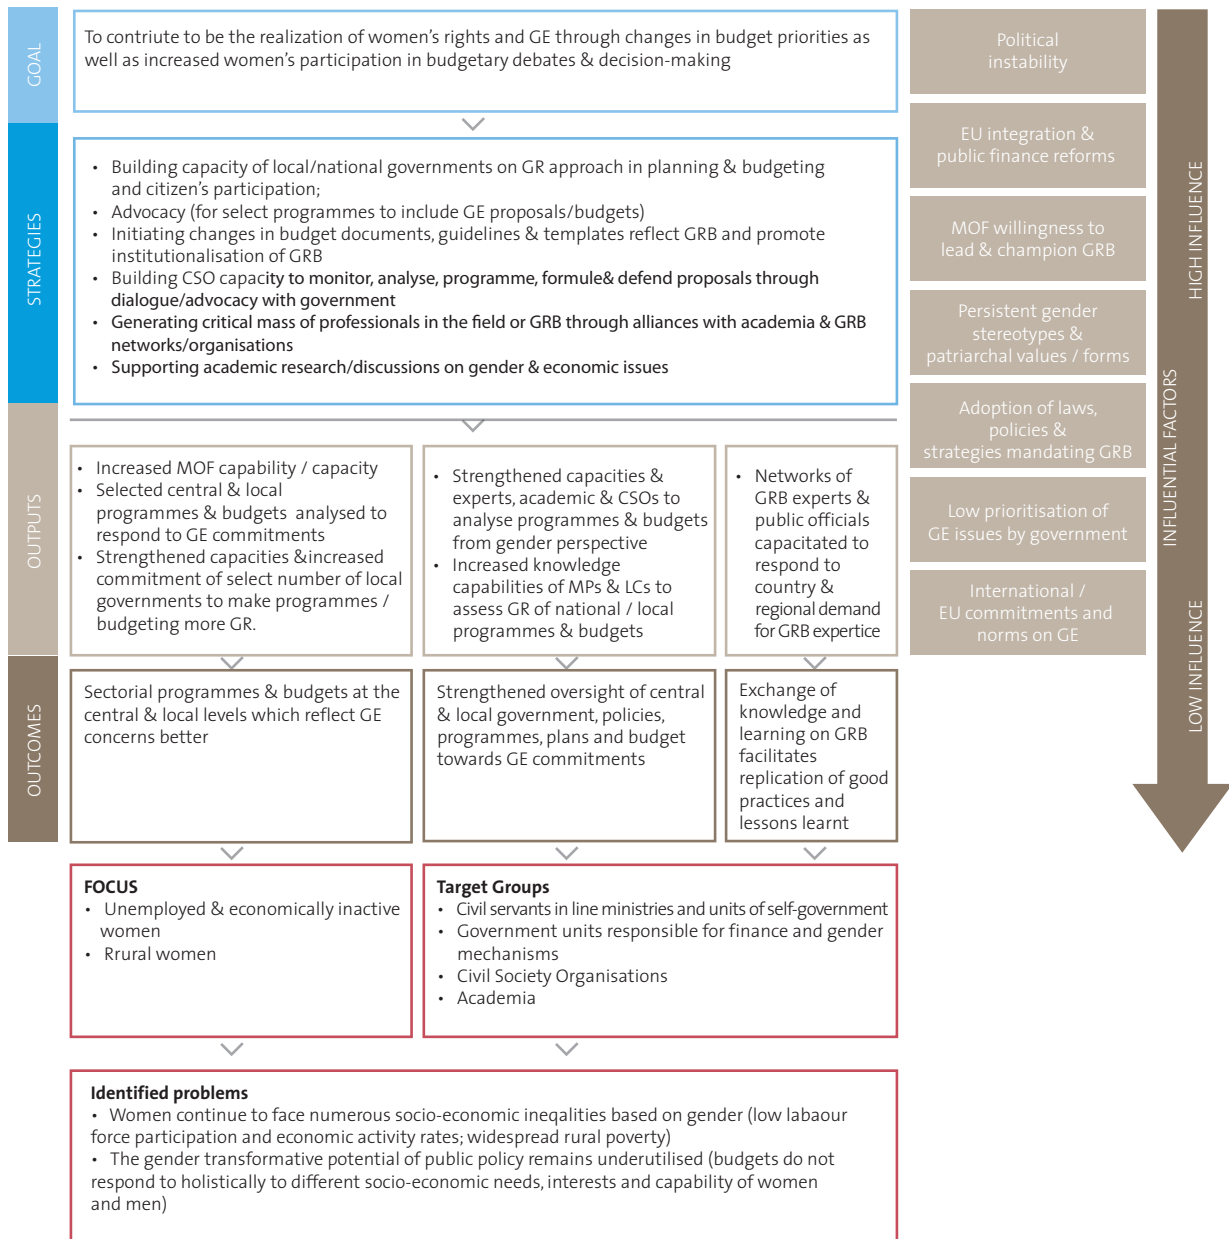 GOAL
To contriute to be the realization of women's rights and GE through changes in budget priorities as
well as increased women's participation in budgetary debates & decision-making
STRATEGIES
• Building capacity of local/national governments on GR approach in planning & budgeting
and citizen's participation;
• Advocacy (for select programmes to include GE proposals/budgets)
• Initiating changes in budget documents, guidelines & templates reflect GRB and promote
institutionalisation of GRB
• Building CSO capacity to monitor, analyse, programme, formule& defend proposals through
dialogue/advocacy with government
• Generating critical mass of professionals in the field or GRB through alliances with academia & GRB
networks/organisations
• Supporting academic research/discussions on gender & economic issues
OUTPUTS
• Increased MOF capability / capacity
• Selected central & local
programmes & budgets analysed to
respond to GE commitments
• Strengthened capacities &increased
commitment of select number of local
governments to make programmes /
budgeting more GR.
• Strengthened capacities &
experts, academic & CSOs to
analyse programmes & budgets
from gender perspective
• Increased knowledge
capabilities of MPs & LCs to
assess GR of national / local
programmes & budgets
• Networks of
GRB experts &
public officials
capacitated to
respond to
country &
regional demand
for GRB expertice
OUTCOMES
Sectorial programmes & budgets at the
central & local levels which reflect GE
concerns better
Strengthened oversight of central
& local government, policies,
programmes, plans and budget
towards GE commitments
Exchange of
knowledge and
learning on GRB
facilitates
replication of good
practices and
lessons learnt
FOCUS
• Unemployed & economically inactive
women
• Rrural women
Target Groups
• Civil servants in line ministries and units of self-government
• Government units responsible for finance and gender
mechanisms
• Civil Society Organisations
• Academia
Identified problems
• Women continue to face numerous socio-economic ineqalities based on gender (low labaour
force participation and economic activity rates; widespread rural poverty)
• The gender transformative potential of public policy remains underutilised (budgets do not
respond to holistically to different socio-economic needs, interests and capability of women
and men)
Political
instability
EU integration &
public finance reforms
MOF willingness to
lead & champion GRB
Persistent gender
stereotypes &
patriarchal values / forms
Adoption of laws,
policies &
strategies mandating GRB
Low prioritisation of
GE issues by government
International /
EU commitments and
norms on GE
INFLUENTIAL FACTORS
HIGH INFLUENCE
LOW INFLUENCE